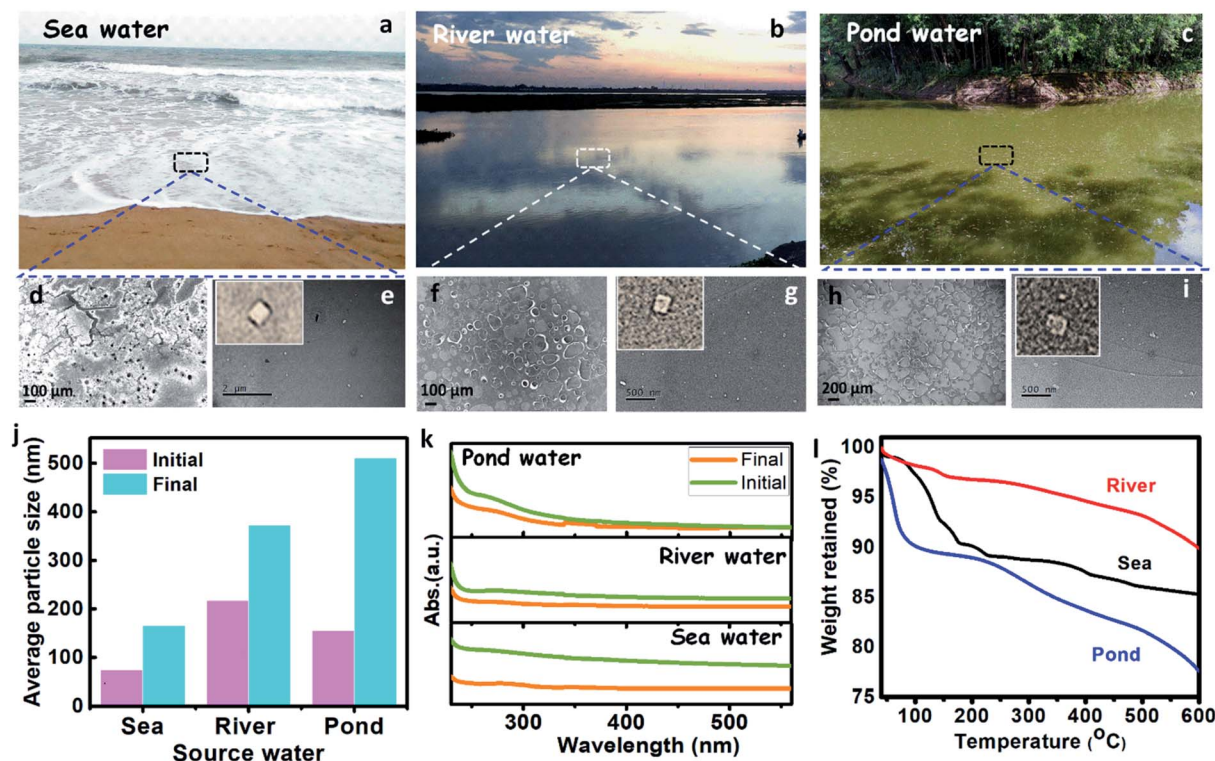 Sea water
a
River water
b
Pond water
c
d
100 µm
e
2 µm
f
100 µm
g
500 nm
h
200 µm
i
500 nm
j
Average particle size (nm)
500
400
300
200
100
0
Initial
Final
Sea River Pond
Source water
k
Abs.(a.u.)
Pond water
Final
Initial
River water
Sea water
300 400 500
Wavelength (nm)
l
Weight retained (%)
100
95
90
85
80
75
River
Sea
Pond
100 200 300 400 500 600
Temperature (°C)